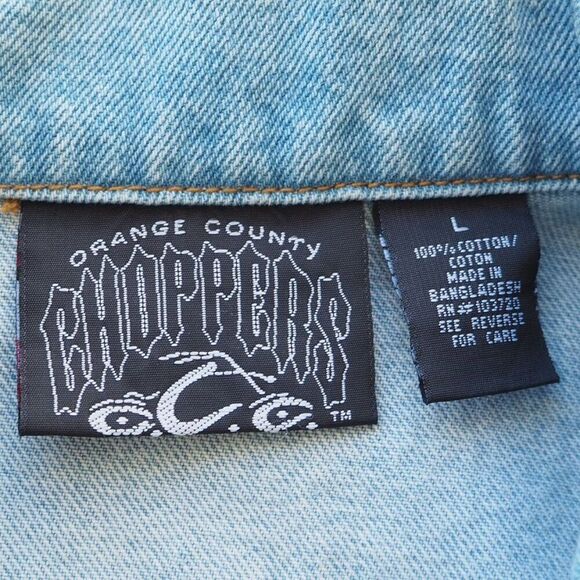 ORANGE COUNTY
CHOPPERS
O.C.C.
TM
L
100% COTTON/
COTON
MADE IN
BANGLADESH
RN# 103720
SEE REVERSE
FOR CARE